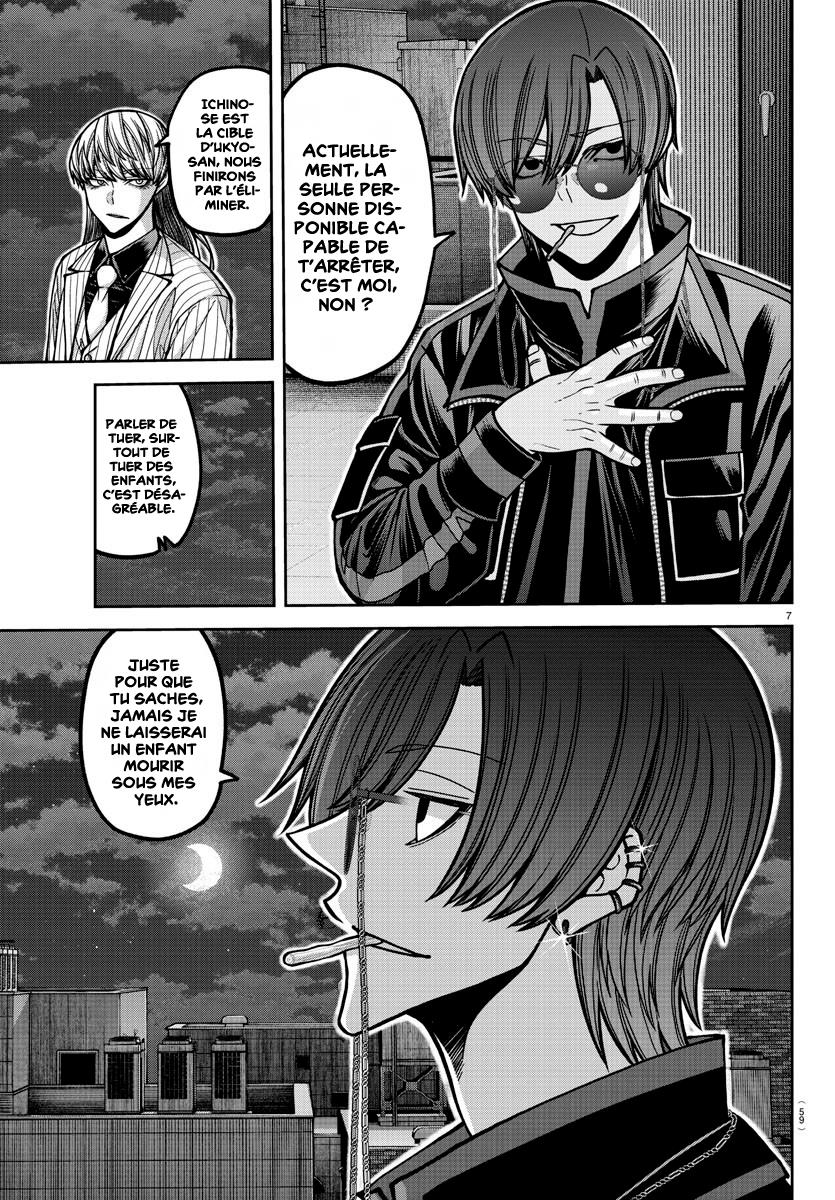 ACTUELLE-
MENT, LA
SEULE PER-
SONNE DIS-
PONIBLE CA-
PABLE DE
T'ARRÊTER,
C'EST MOI,
NON ?
ICHINO-
SE EST
LA CIBLE
D'UKYO-
SAN, NOUS
FINIRONS
PAR L'ÉLI-
MINER.
PARLER DE
TUER, SUR-
TOUT DE
TUER DES
ENFANTS,
C'EST DÉSA-
GRÉABLE.
7
JUSTE
POUR QUE
TU SACHES,
JAMAIS JE
NE LAISSERAI
UN ENFANT
MOURIR
SOUS MES
YEUX.
(59)